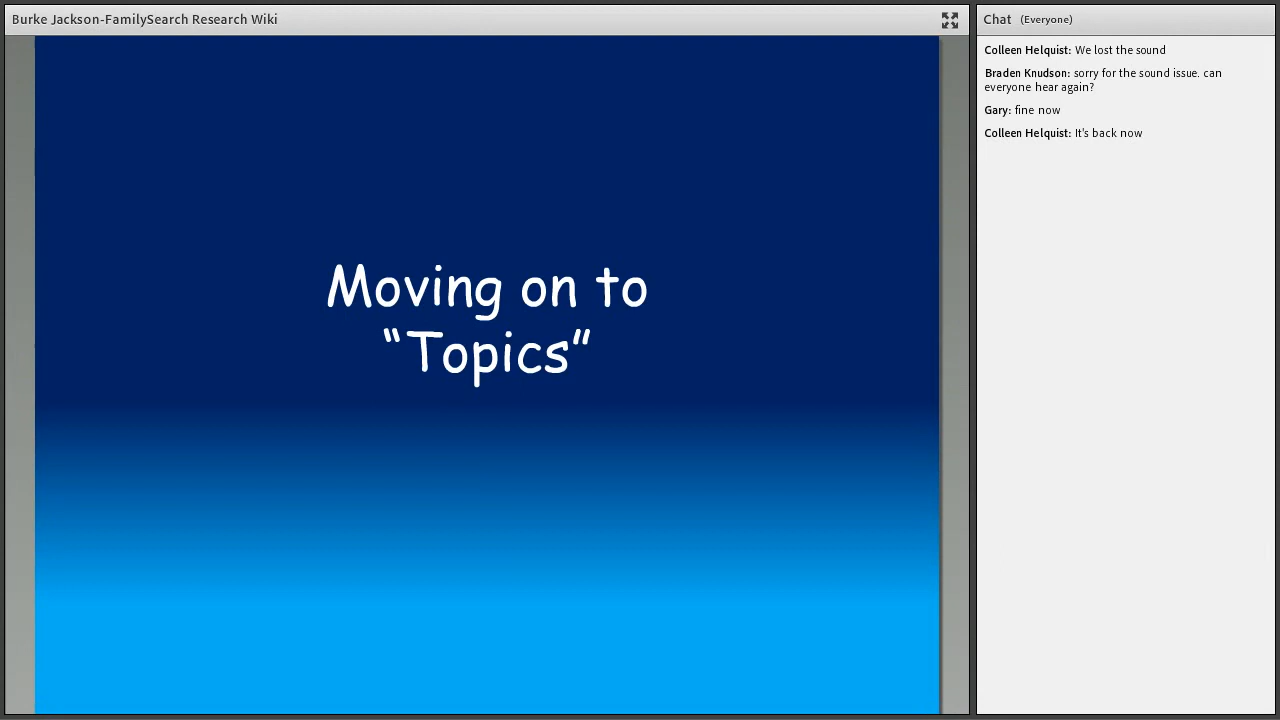 Burke Jackson-FamilySearch Research Wiki
Moving on to
“Topics”
Chat (Everyone)
Colleen Helquist: We lost the sound
Braden Knudson: sorry for the sound issue. can
everyone hear again?
Gary: fine now
Colleen Helquist: It's back now